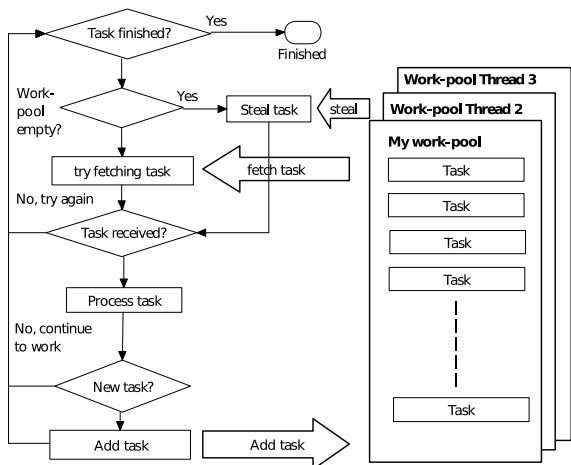 Task finished?
Yes
Finished
Work-
pool
empty?
Yes
Steal task
steal
Work-pool Thread 3
Work-pool Thread 2
My work-pool
Task
Task
Task
Task
Task
try fetching task
fetch task
No, try again
Task received?
Process task
No, continue
to work
New task?
Add task
Add task